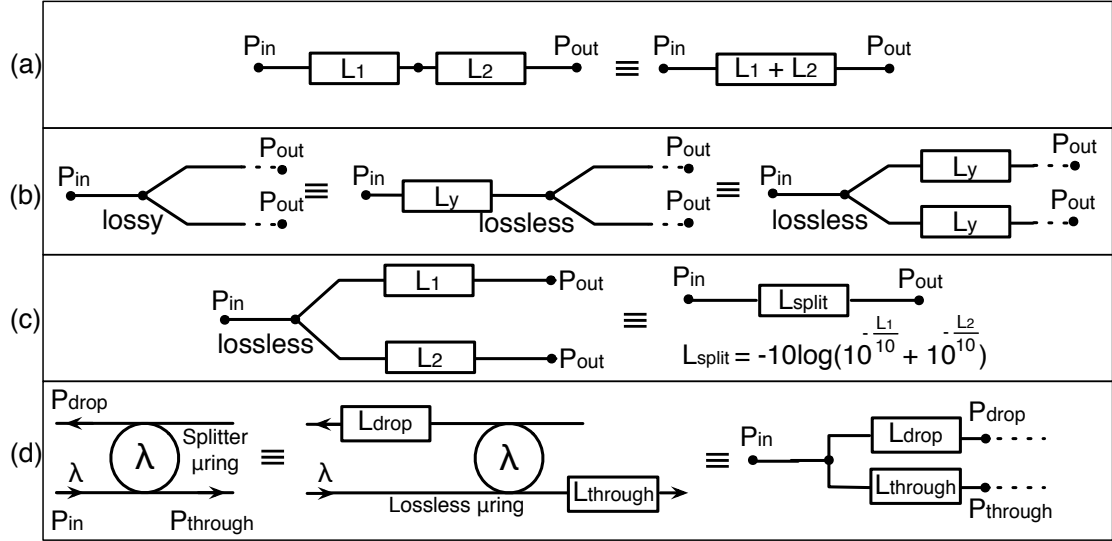 (a)
Pin L1 L2 Pout ≡ Pin L1 + L2 Pout
(b)
Pin lossy Pout Pout ≡ Pin Ly lossless Pout Pout ≡ Pin lossless Ly Ly Pout Pout
(c)
Pin lossless L1 Pout L2 Pout ≡ Pin Lsplit Pout
Lsplit = -10log(10^(-L1/10) + 10^(-L2/10))
(d)
Pdrop
λ
Splitter
μring
λ
Pin
Pthrough
≡
Ldrop
λ
λ
Lossless μring
Lthrough
≡
Pin
Ldrop
Pdrop
Lthrough
Pthrough